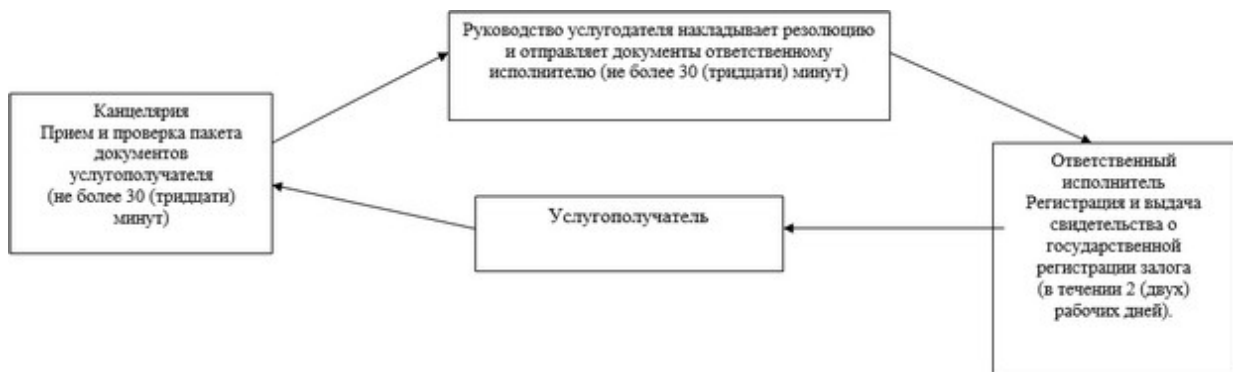 Руководство услугодателя накладывает резолюцию
и отправляет документы ответственному
исполнителю (не более 30 (тридцати) минут)
Канцелярия
Прием и проверка пакета
документов
услугополучателя
(не более 30 (тридцати)
минут)
Услугополучатель
Ответственный
исполнитель
Регистрация и выдача
свидетельства о
государственной
регистрации залога
(в течении 2 (двух)
рабочих дней).